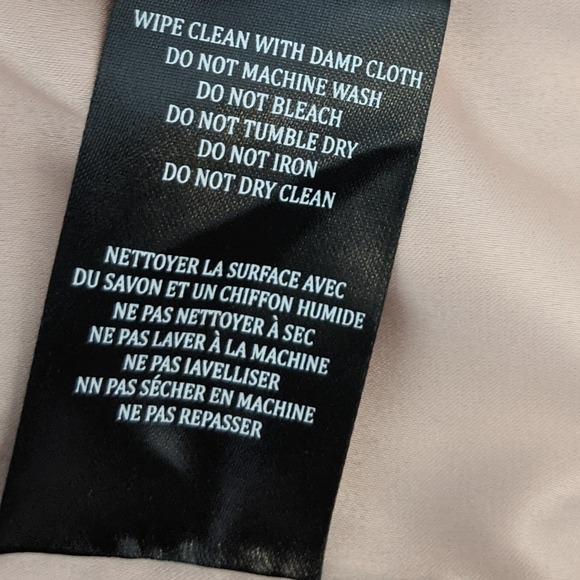 WIPE CLEAN WITH DAMP CLOTH
DO NOT MACHINE WASH
DO NOT BLEACH
DO NOT TUMBLE DRY
DO NOT IRON
DO NOT DRY CLEAN
NETTOYER LA SURFACE AVEC
DU SAVON ET UN CHIFFON HUMIDE
NE PAS NETTOYER À SEC
NE PAS LAVER À LA MACHINE
NE PAS IAVELLISER
NN PAS SÉCHER EN MACHINE
NE PAS REPASSER